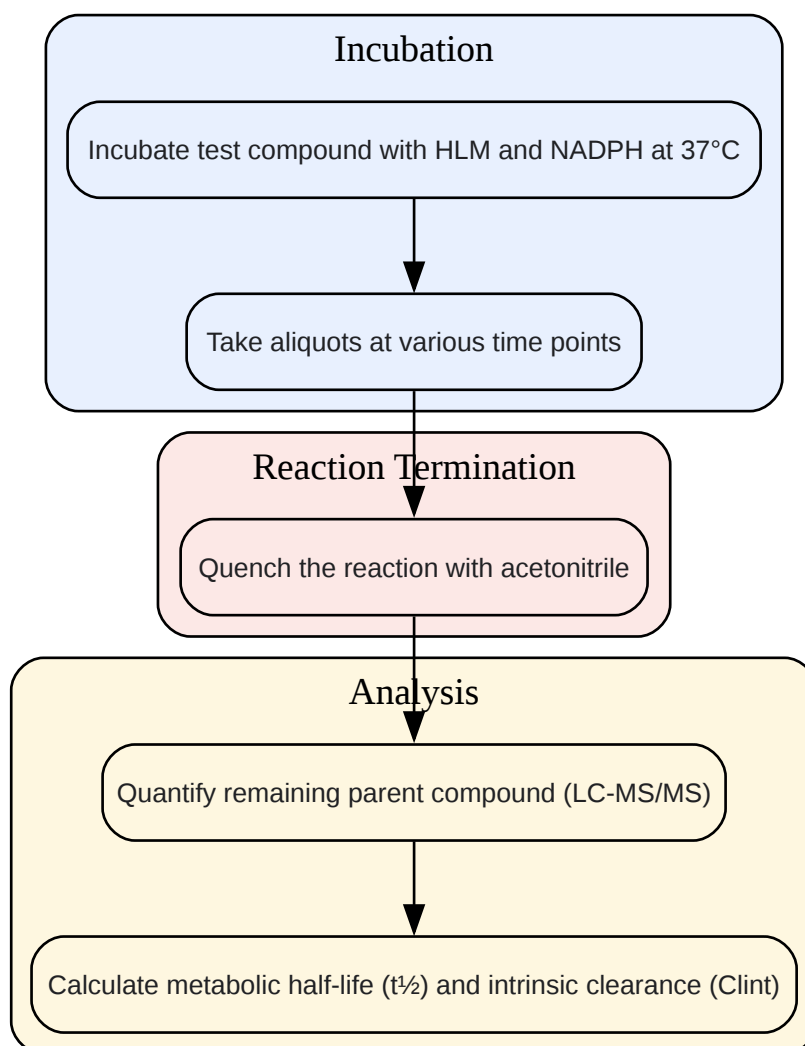 Incubation
Incubate test compound with HLM and NADPH at 37°C
Take aliquots at various time points
Reaction Termination
Quench the reaction with acetonitrile
Analysis
Quantify remaining parent compound (LC-MS/MS)
Calculate metabolic half-life (t½) and intrinsic clearance (Clint)